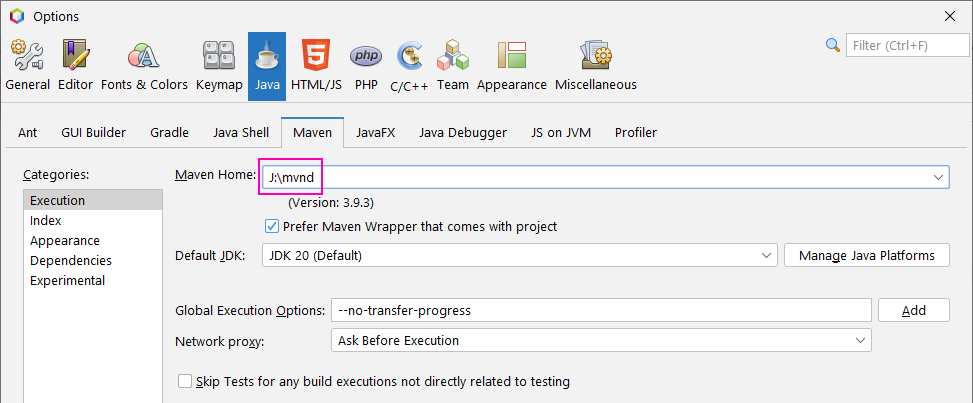 Options
Filter (Ctrl+F)
General Editor Fonts & Colors Keymap Java HTML/JS PHP C/C++ Team Appearance Miscellaneous
php
Ant GUI Builder Gradle Java Shell Maven JavaFX Java Debugger JS on JVM Profiler
Categories:
Execution
Index
Appearance
Dependencies
Experimental
Maven Home: J:\mvnd
(Version: 3.9.3)
Prefer Maven Wrapper that comes with project
Default JDK: JDK 20 (Default) Manage Java Platforms
Global Execution Options: --no-transfer-progress Add
Network proxy: Ask Before Execution
Skip Tests for any build executions not directly related to testing